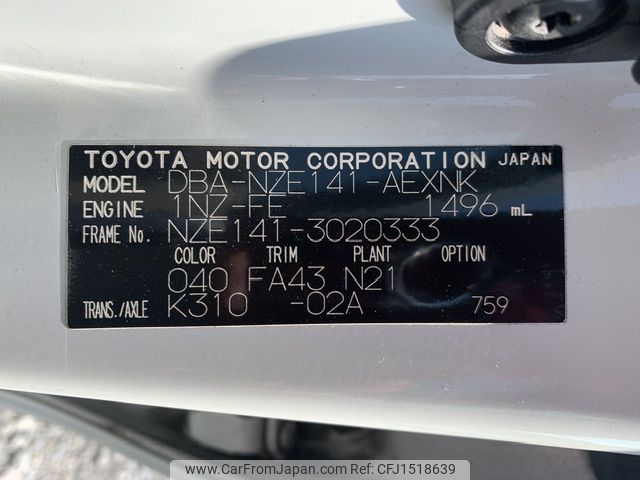 TOYOTA MOTOR CORPORATION JAPAN
MODEL DBA-NZE141-AEXNK
ENGINE 1NZ-FE 1496 mL
FRAME No. NZE141-3020333
COLOR TRIM PLANT OPTION
040 FA43 N21
TRANS./AXLE K310 -02A 759
www.CarFromJapan.com | Ref No. CFJ1518639